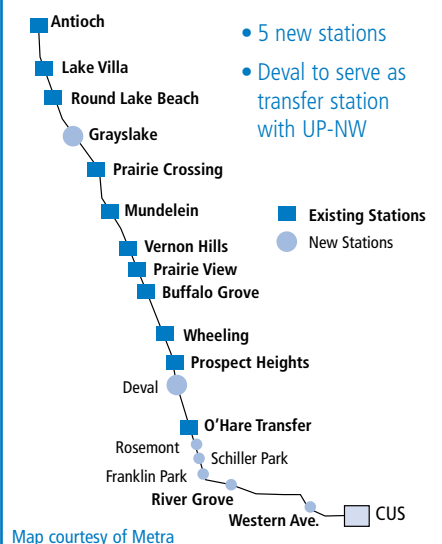 Antioch
• 5 new stations
• Deval to serve as
transfer station
with UP-NW
Lake Villa
Round Lake Beach
Grayslake
Prairie Crossing
Mundelein
Existing Stations
New Stations
Vernon Hills
Prairie View
Buffalo Grove
Wheeling
Prospect Heights
Deval
O'Hare Transfer
Rosemont
Schiller Park
Franklin Park
River Grove
Western Ave.
CUS
Map courtesy of Metra